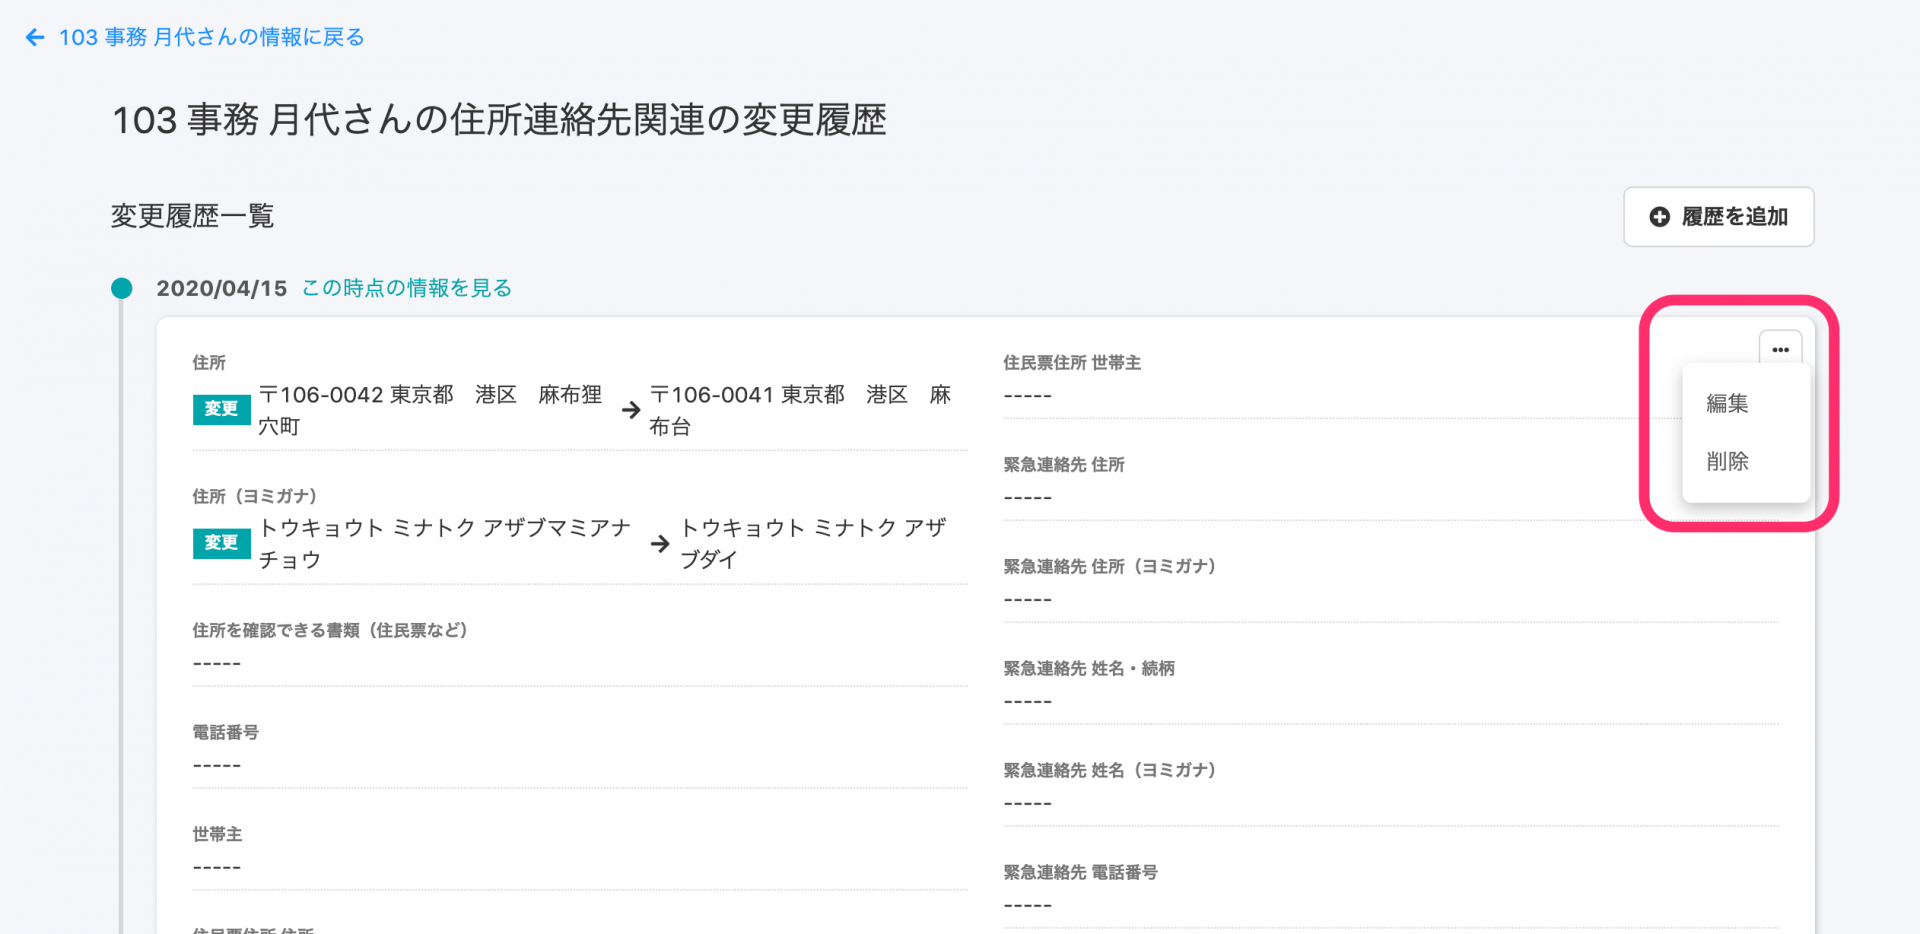 ← 103 事務 月代さんの情報に戻る
103 事務 月代さんの住所連絡先関連の変更履歴
変更履歴一覧
履歴を追加
2020/04/15 この時点の情報を見る
住所
変更
〒106-0042 東京都　港区　麻布狸
穴町
→
〒106-0041 東京都　港区　麻
布台
住所（ヨミガナ）
変更
トウキョウト ミナトク アザブマミアナ
チョウ
→
トウキョウト ミナトク アザ
ブダイ
住所を確認できる書類（住民票など）
-----
電話番号
-----
世帯主
-----
住民票住所 住所
住民票住所 世帯主
-----
緊急連絡先 住所
-----
緊急連絡先 住所（ヨミガナ）
-----
緊急連絡先 姓名・続柄
-----
緊急連絡先 姓名（ヨミガナ）
-----
緊急連絡先 電話番号
-----
•••
編集
削除